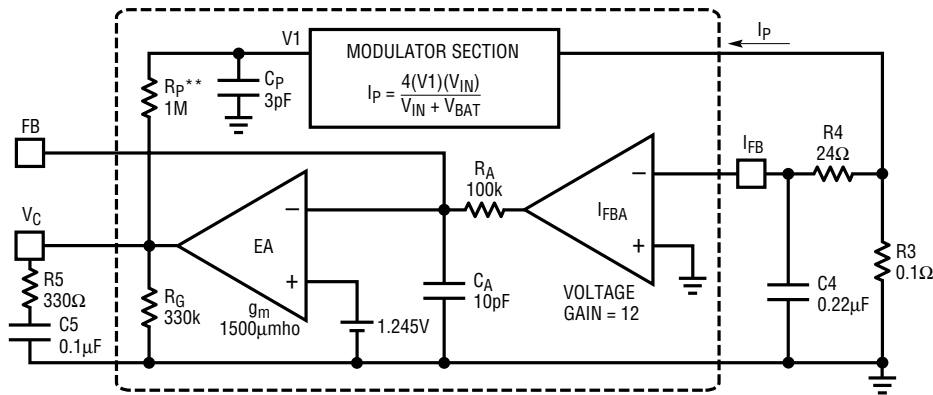 V1
MODULATOR SECTION
I_P = 4(V1)(V_IN) / V_IN + V_BAT
I_P
R_P**
1M
C_P
3pF
FB
R_A
100k
I_FB
R4
24Ω
V_C
−
EA
+
−
I_FBA
+
R5
330Ω
C5
0.1µF
R_G
330k
g_m
1500µmho
1.245V
C_A
10pF
VOLTAGE
GAIN = 12
C4
0.22µF
R3
0.1Ω